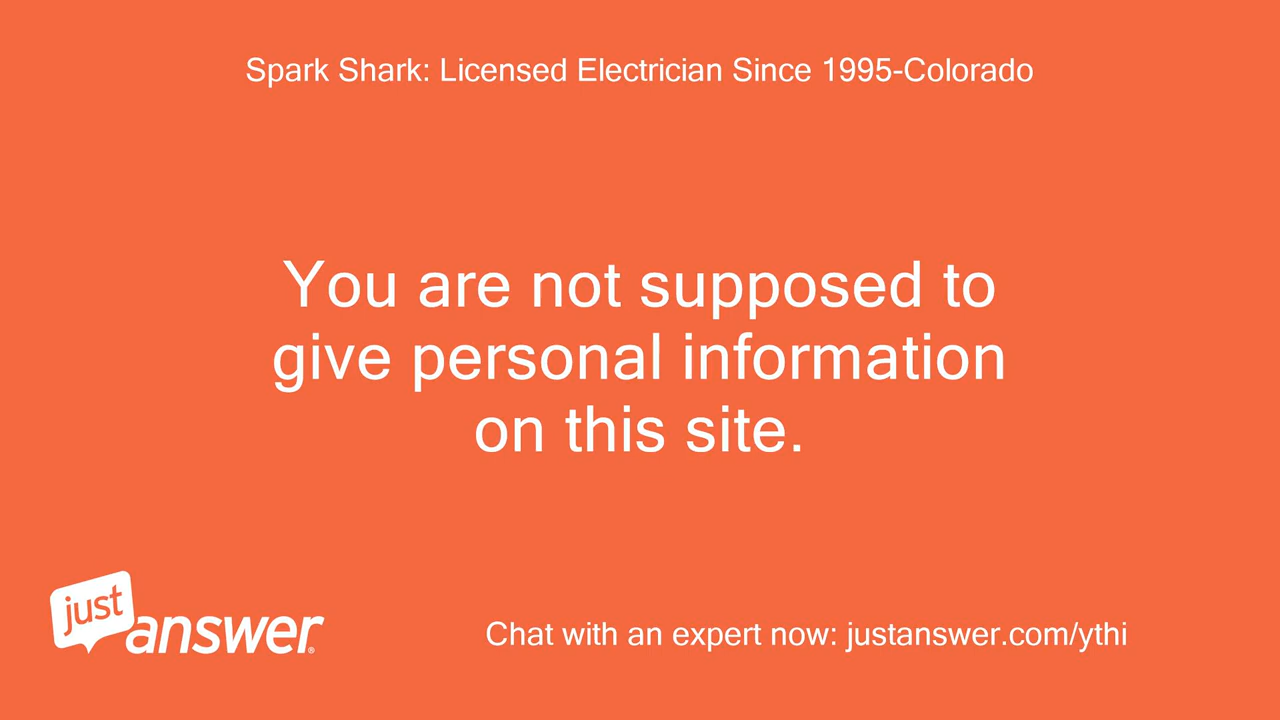 Spark Shark: Licensed Electrician Since 1995-Colorado
You are not supposed to
give personal information
on this site.
just
answer®
Chat with an expert now: justanswer.com/ythi